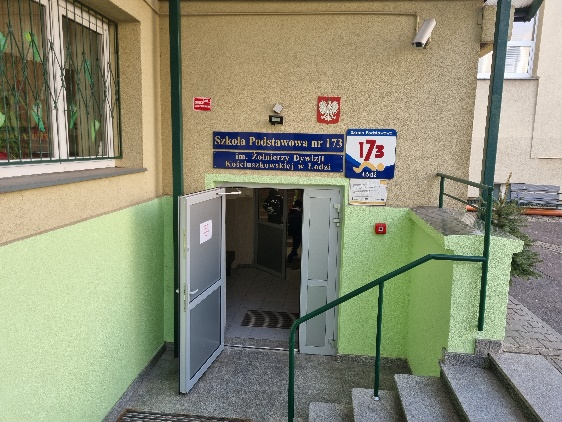 Szkoła Podstawowa nr 173
im. Żołnierzy Dywizji
Kościuszkowskiej w Łodzi
Szkoła Podstawowa
173
ŁÓDŹ